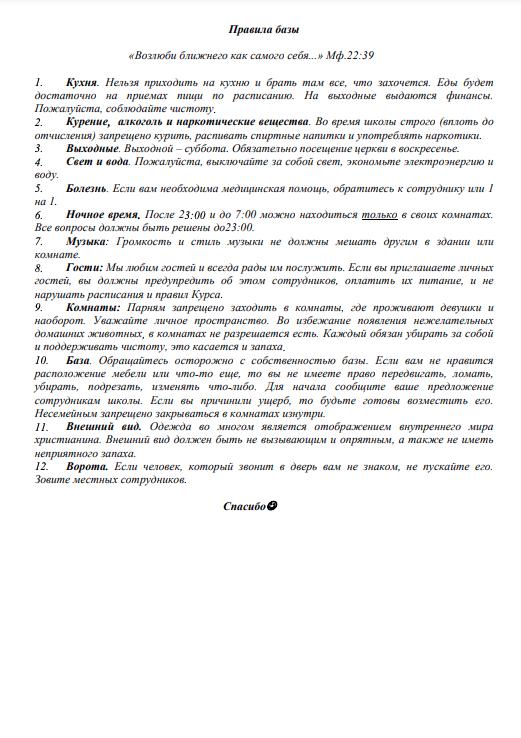 Правила базы
«Возлюби ближнего как самого себя...» Мф.22:39
1. Кухня. Нельзя приходить на кухню и брать там все, что захочется. Еды будет
достаточно на приемах пищи по расписанию. На выходные выдаются финансы.
Пожалуйста, соблюдайте чистоту.
2. Курение, алкоголь и наркотические вещества. Во время школы строго (вплоть до
отчисления) запрещено курить, распивать спиртные напитки и употреблять наркотики.
3. Выходные. Выходной – суббота. Обязательно посещение церкви в воскресенье.
4. Свет и вода. Пожалуйста, выключайте за собой свет, экономьте электроэнергию и
воду.
5. Болезнь. Если вам необходима медицинская помощь, обратитесь к сотруднику или 1
на 1.
6. Ночное время. После 23:00 и до 7:00 можно находиться только в своих комнатах.
Все вопросы должны быть решены до23:00.
7. Музыка: Громкость и стиль музыки не должны мешать другим в здании или
комнате.
8. Гости: Мы любим гостей и всегда рады им послужить. Если вы приглашаете личных
гостей, вы должны предупредить об этом сотрудников, оплатить их питание, и не
нарушать расписания и правил Курса.
9. Комнаты: Парням запрещено заходить в комнаты, где проживают девушки и
наоборот. Уважайте личное пространство. Во избежание появления нежелательных
домашних животных, в комнатах не разрешается есть. Каждый обязан убирать за собой
и поддерживать чистоту, это касается и запаха.
10. База. Обращайтесь осторожно с собственностью базы. Если вам не нравится
расположение мебели или что-то еще, то вы не имеете право передвигать, ломать,
убирать, подрезать, изменять что-либо. Для начала сообщите ваше предложение
сотрудникам школы. Если вы причинили ущерб, то будьте готовы возместить его.
Несемейным запрещено закрываться в комнатах изнутри.
11. Внешний вид. Одежда во многом является отображением внутреннего мира
христианина. Внешний вид должен быть не вызывающим и опрятным, а также не иметь
неприятного запаха.
12. Ворота. Если человек, который звонит в дверь вам не знаком, не пускайте его.
Зовите местных сотрудников.
Спасибо